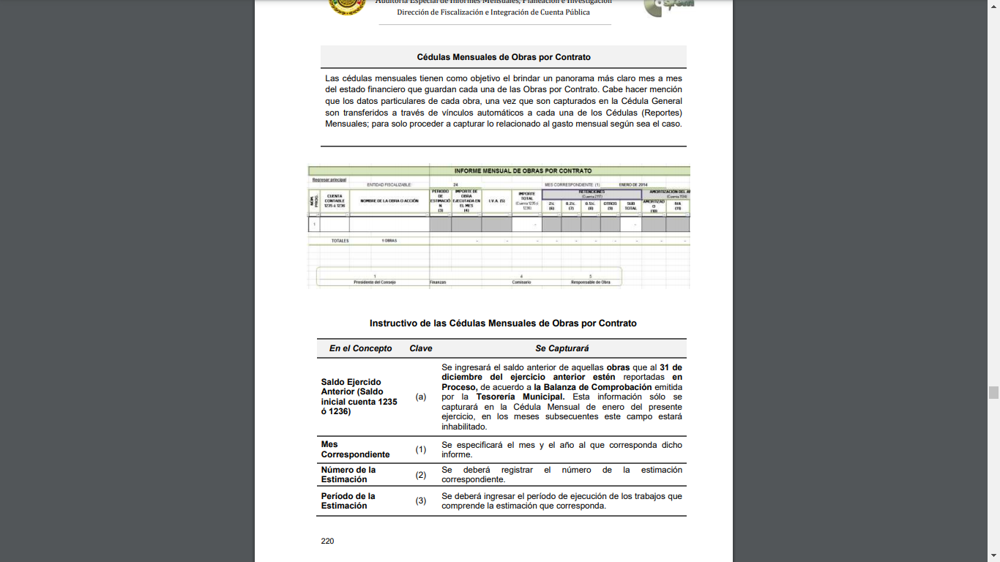 Auditoría Especial de Informes Mensuales, Planeación e Investigación
Dirección de Fiscalización e Integración de Cuenta Pública
Cédulas Mensuales de Obras por Contrato
Las cédulas mensuales tienen como objetivo el brindar un panorama más claro mes a mes
del estado financiero que guardan cada una de las Obras por Contrato. Cabe hacer mención
que los datos particulares de cada obra, una vez que son capturados en la Cédula General
son transferidos a través de vínculos automáticos a cada una de los Cédulas (Reportes)
Mensuales; para solo proceder a capturar lo relacionado al gasto mensual según sea el caso.
INFORME MENSUAL DE OBRAS POR CONTRATO
Regresar principal
ENTIDAD FISCALIZABLE: 24 MES CORRESPONDIENTE (1) ENERO DE 2014
NUM. PROG.
CUENTA
CONTABLE
1235 ó 1236
NOMBRE DE LA OBRA O ACCIÓN
PERIODO
DE
ESTIMACIÓ
N
(3)
IMPORTE DE
OBRA
EJECUTADA EN
EL MES
(4)
I.V.A. (5)
IMPORTE
TOTAL
(Cuenta 1235 ó
1236)
RETENCIONES
(Cuenta 2117)
2%
(6)
0.2%
(7)
0.5%
(8)
OTROS
(9)
SUB
TOTAL
AMORTIZACIÓN DEL AN
AMORTIZAD
O
(10)
IVA
(11)
1 -  -
TOTALES 1 OBRAS - - - - - - - - - -
1 4 5
Presidente del Consejo Finanzas Comisario Responsable de Obra
Instructivo de las Cédulas Mensuales de Obras por Contrato
En el Concepto Clave Se Capturará
Saldo Ejercido
Anterior (Saldo
inicial cuenta 1235
ó 1236)
(a)
Se ingresará el saldo anterior de aquellas obras que al 31 de
diciembre del ejercicio anterior estén reportadas en
Proceso, de acuerdo a la Balanza de Comprobación emitida
por la Tesorería Municipal. Esta información sólo se
capturará en la Cédula Mensual de enero del presente
ejercicio, en los meses subsecuentes este campo estará
inhabilitado.
Mes
Correspondiente
(1)
Se especificará el mes y el año al que corresponda dicho
informe.
Número de la
Estimación
(2)
Se deberá registrar el número de la estimación
correspondiente.
Período de la
Estimación
(3)
Se deberá ingresar el período de ejecución de los trabajos que
comprende la estimación que corresponda.
220